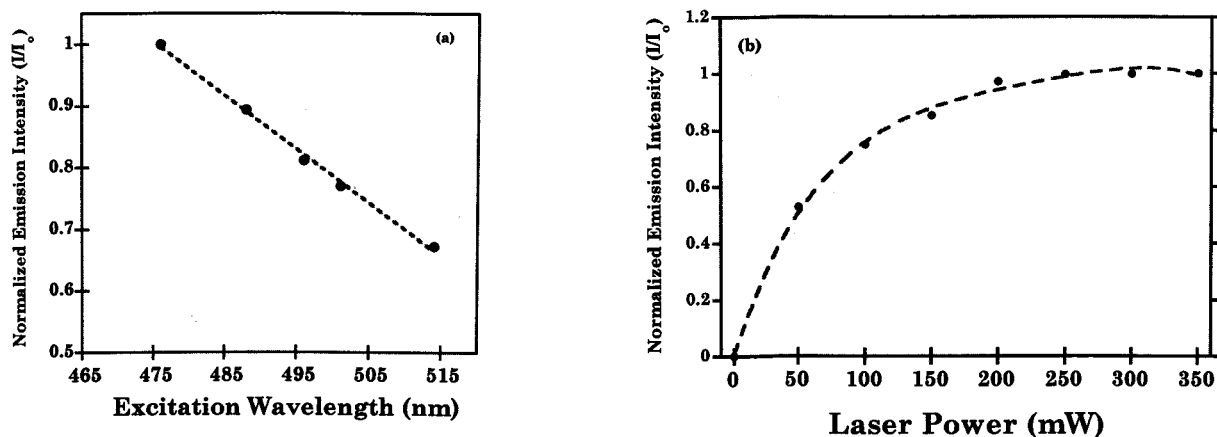 (a)
Normalized Emission Intensity (I/Io)
1
0.9
0.8
0.7
0.6
0.5
465 475 485 495 505 515
Excitation Wavelength (nm)
(b)
Normalized Emission Intensity (I/Io)
1.2
1
0.8
0.6
0.4
0.2
0
0 50 100 150 200 250 300 350
Laser Power (mW)